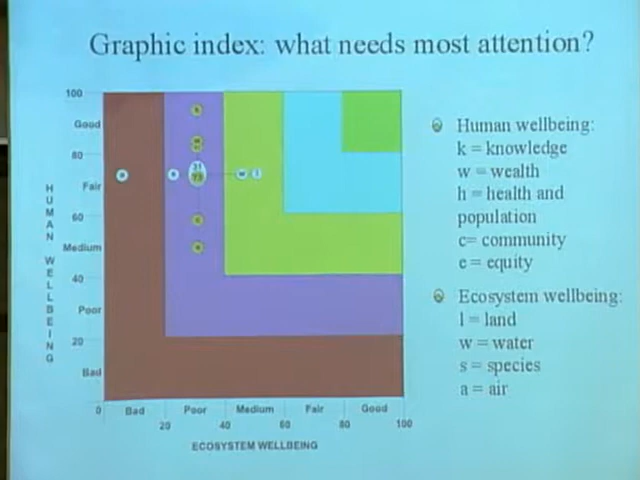 Graphic index: what needs most attention?
100
Good
80
Fair
60
Medium
40
Poor
20
Bad
0
HUMAN WELLBEING
Bad
Poor
Medium
Fair
Good
20
40
60
80
100
ECOSYSTEM WELLBEING
Human wellbeing:
k = knowledge
w = wealth
h = health and
population
c= community
e = equity
Ecosystem wellbeing:
l = land
w = water
s = species
a = air